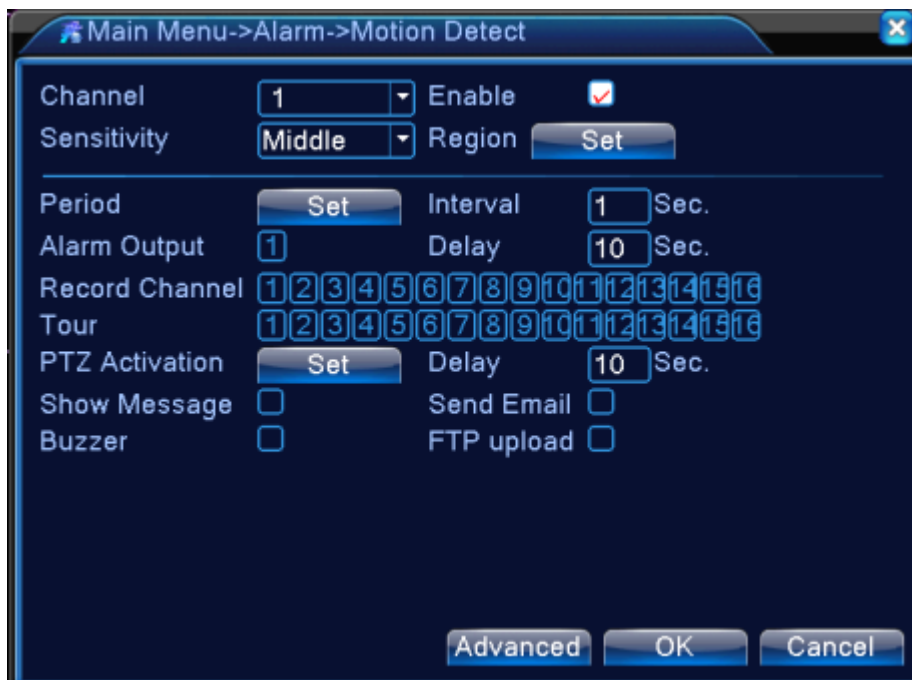 Main Menu->Alarm->Motion Detect
Channel 1 Enable
Sensitivity Middle Region Set
Period Set Interval 1 Sec.
Alarm Output 1 Delay 10 Sec.
Record Channel 1 2 3 4 5 6 7 8 9 10 11 12 13 14 15 16
Tour 1 2 3 4 5 6 7 8 9 10 11 12 13 14 15 16
PTZ Activation Set Delay 10 Sec.
Show Message Send Email
Buzzer FTP upload
Advanced OK Cancel